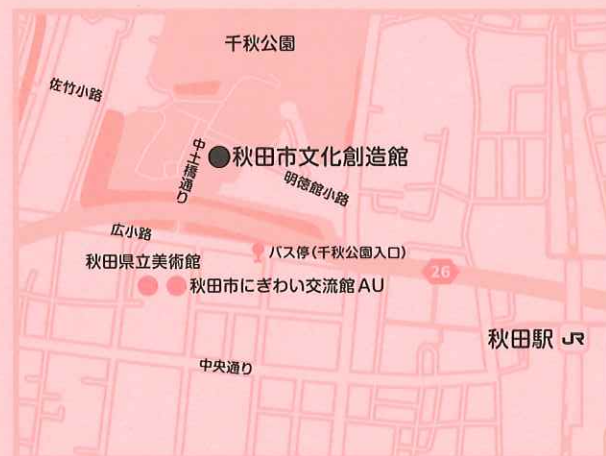 千秋公園
佐竹小路
中土橋通り
秋田市文化創造館
明徳館小路
広小路
バス停(千秋公園入口)
秋田県立美術館
26
秋田市にぎわい交流館AU
秋田駅 JR
中央通り